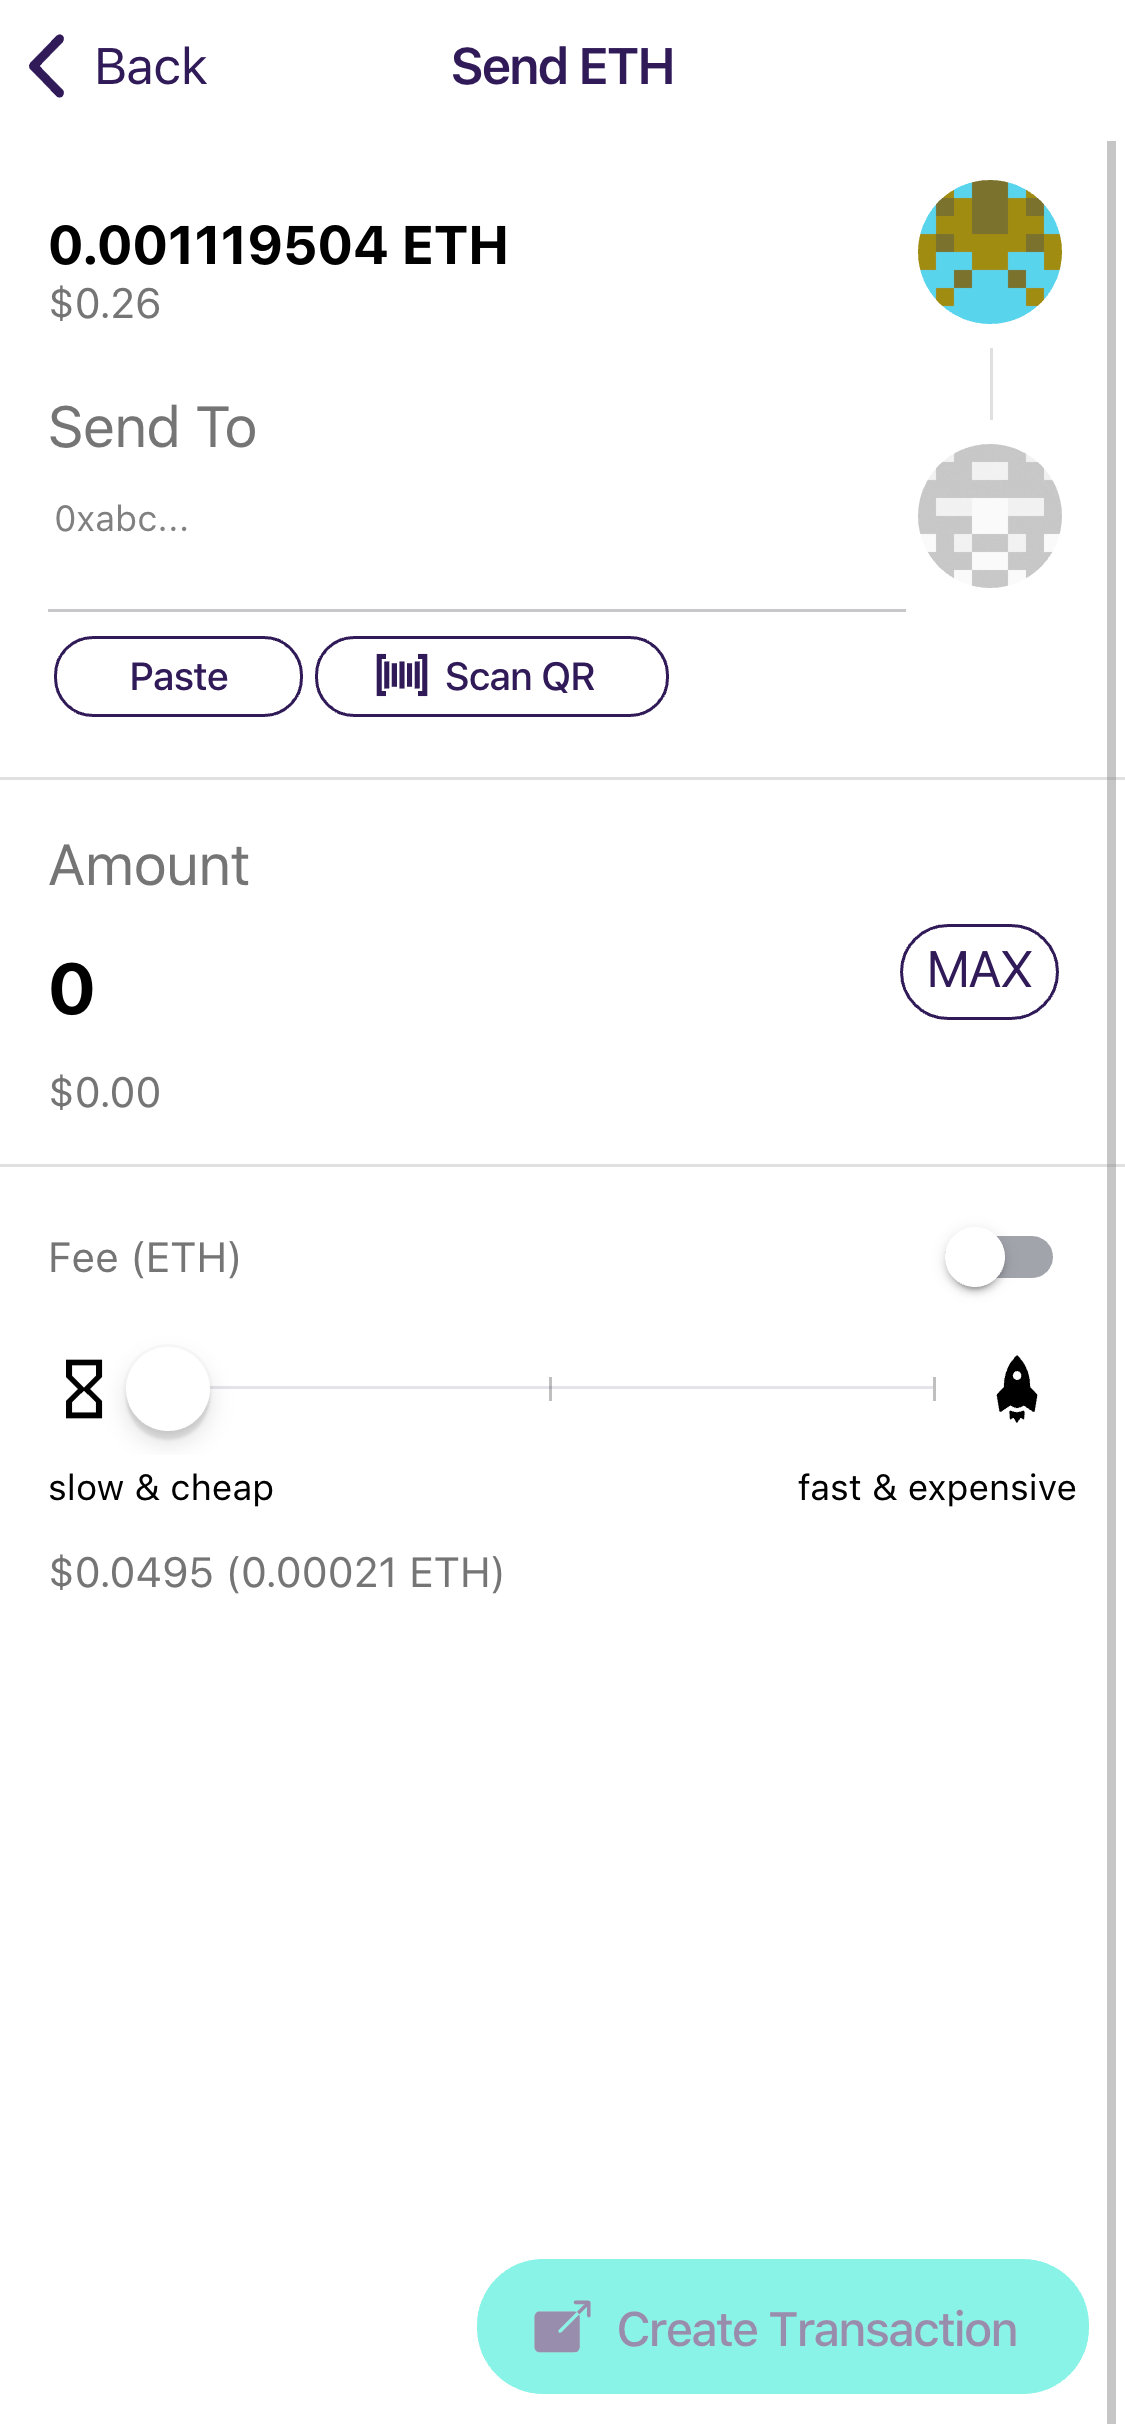 Back
Send ETH
0.001119504 ETH
$0.26
Send To
0xabc...
Paste
Scan QR
Amount
0
MAX
$0.00
Fee (ETH)
slow & cheap
fast & expensive
$0.0495 (0.00021 ETH)
Create Transaction